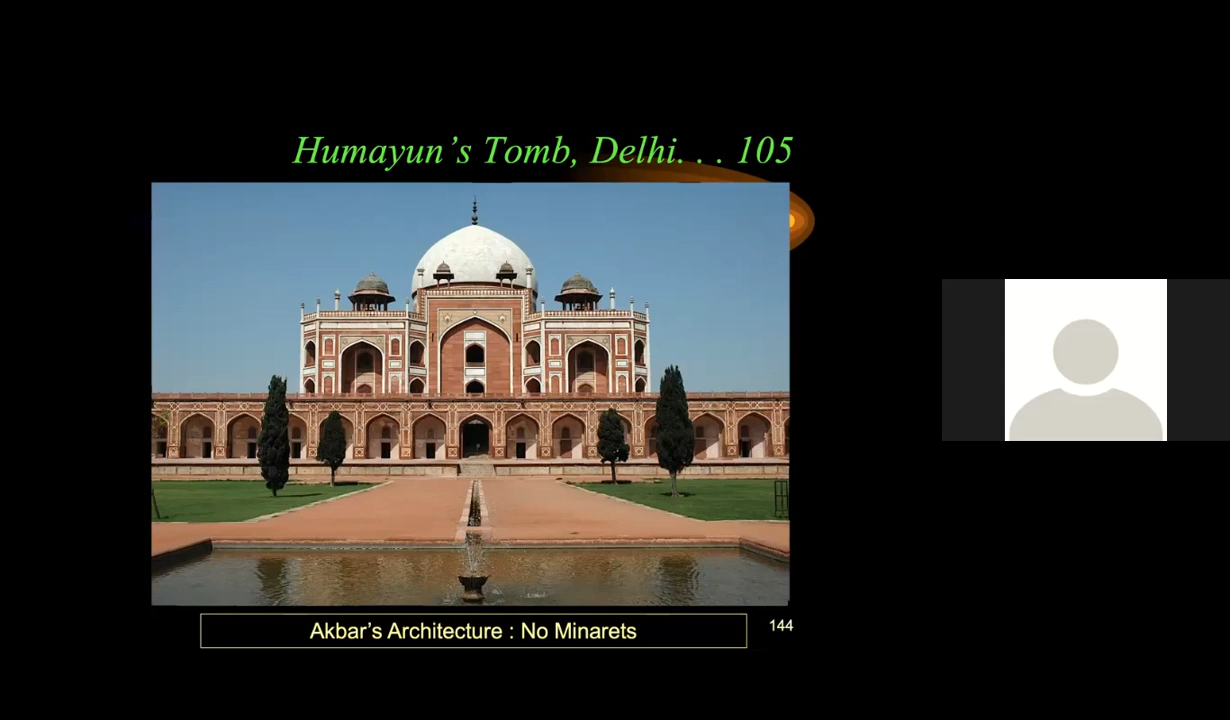 Humayun’s Tomb, Delhi. . . 105
Akbar’s Architecture : No Minarets
144